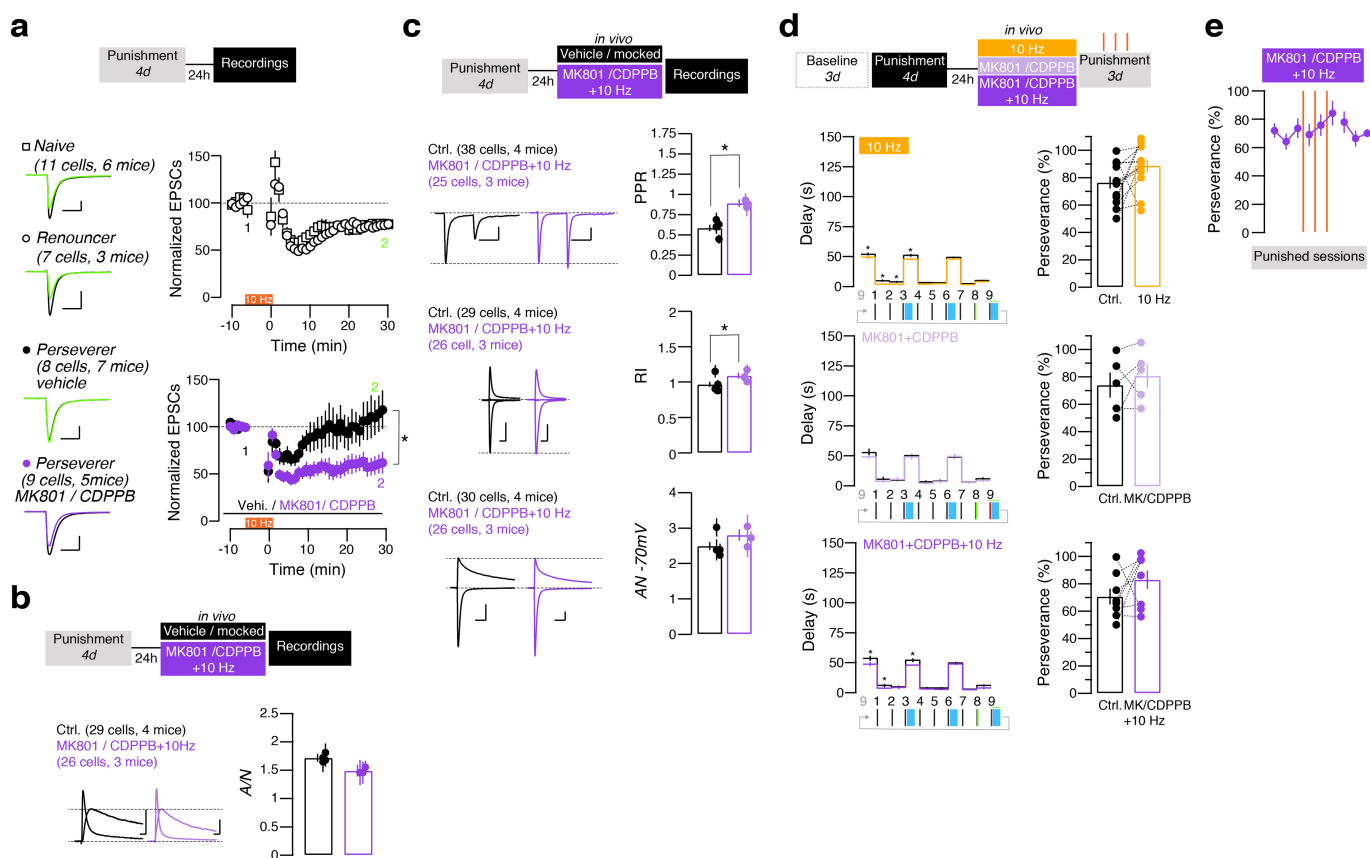 a
Punishment
4d
24h
Recordings
Naive
(11 cells, 6 mice)
Renouncer
(7 cells, 3 mice)
Perseverer
(8 cells, 7 mice)
vehicle
Perseverer
(9 cells, 5mice)
MK801 / CDPPB
Normalized EPSCs
150
100
50
0
1
2
10 Hz
-10 0 10 20 30
Time (min)
Normalized EPSCs
150
100
50
0
1
2
2
*
Vehi. / MK801/ CDPPB
10 Hz
-10 0 10 20 30
Time (min)
b
Punishment
4d
24h
in vivo
Vehicle / mocked
MK801 /CDPPB
+10 Hz
Recordings
Ctrl. (29 cells, 4 mice)
MK801 / CDPPB+10Hz
(26 cells, 3 mice)
A/N
2.5
2
1.5
1
0.5
0
c
Punishment
4d
24h
in vivo
Vehicle / mocked
MK801 /CDPPB
+10 Hz
Recordings
Ctrl. (38 cells, 4 mice)
MK801 / CDPPB+10 Hz
(25 cells, 3 mice)
PPR
1.75
1.5
1.25
1
0.75
0.5
0.25
0
*
Ctrl. (29 cells, 4 mice)
MK801 / CDPPB+10 Hz
(26 cell, 3 mice)
RI
2
1.5
1
0.5
0
*
Ctrl. (30 cells, 4 mice)
MK801 / CDPPB+10 Hz
(26 cells, 3 mice)
AN -70mV
4
3
2
1
0
d
Baseline
3d
Punishment
4d
24h
in vivo
10 Hz
MK801 /CDPPB
MK801 /CDPPB
+10 Hz
Punishment
3d
10 Hz
Delay (s)
150
100
50
0
* * * *
9 1 2 3 4 5 6 7 8 9
Perseverance (%)
100
80
60
40
20
0
Ctrl. 10 Hz
MK801+CDPPB
Delay (s)
150
100
50
0
9 1 2 3 4 5 6 7 8 9
Perseverance (%)
100
80
60
40
20
0
Ctrl. MK/CDPPB
MK801+CDPPB+10 Hz
Delay (s)
150
100
50
0
* * *
9 1 2 3 4 5 6 7 8 9
Perseverance (%)
100
80
60
40
20
0
Ctrl. MK/CDPPB
+10 Hz
e
MK801 /CDPPB
+10 Hz
Perseverance (%)
100
80
60
40
20
0
Punished sessions